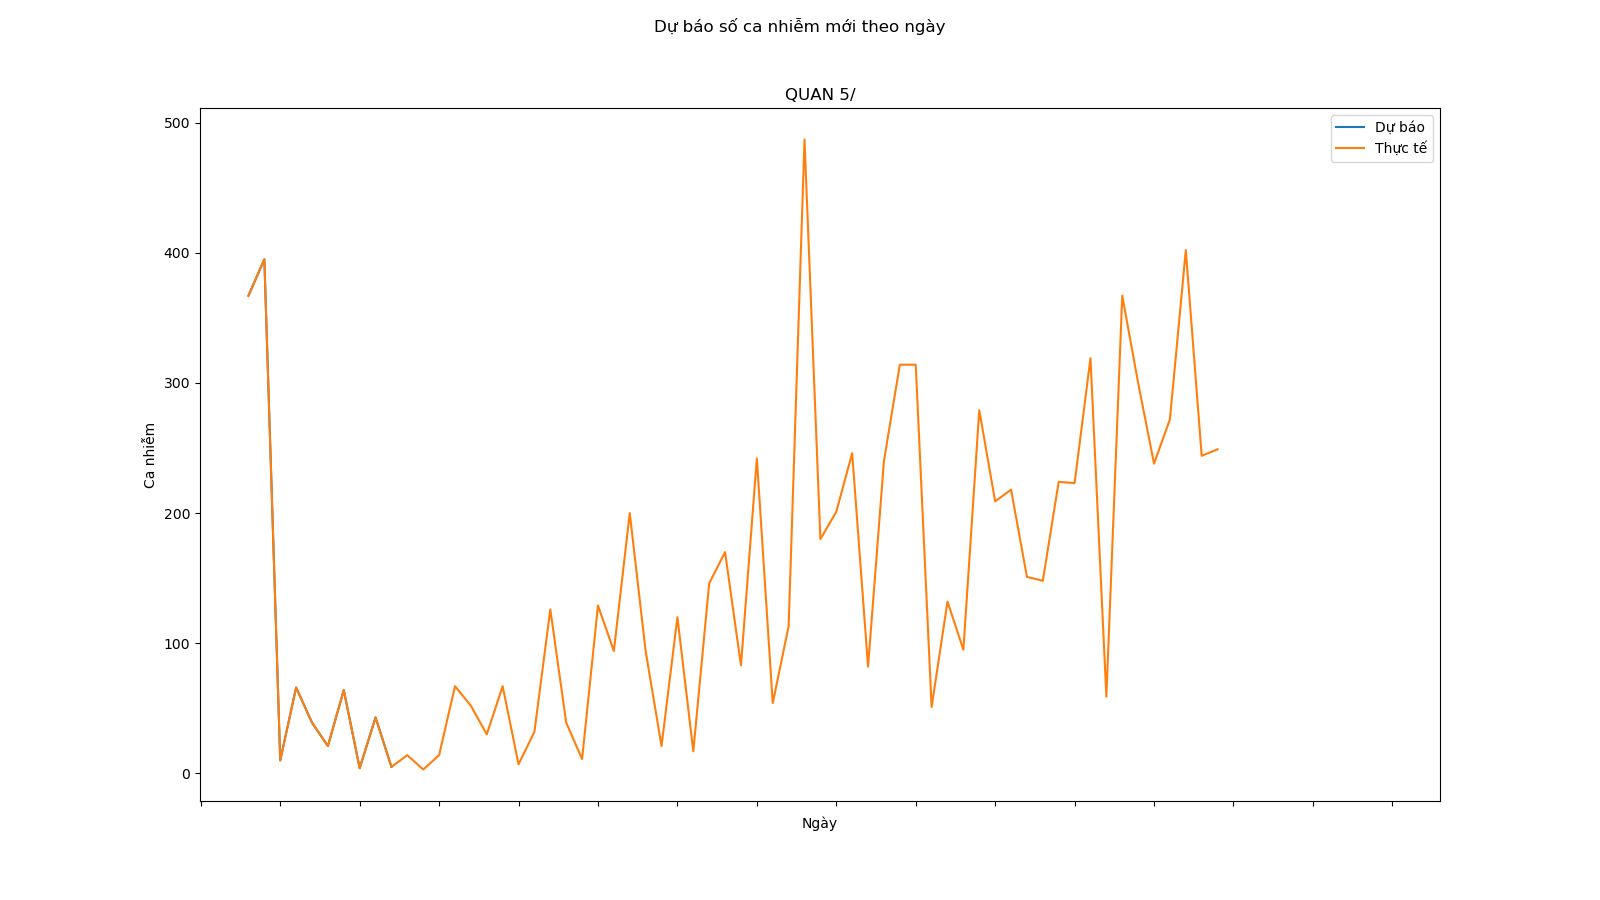 Dự báo số ca nhiễm mới theo ngày
QUAN 5/
Dự báo
Thực tế
500
400
300
200
100
0
Ca nhiễm
Ngày